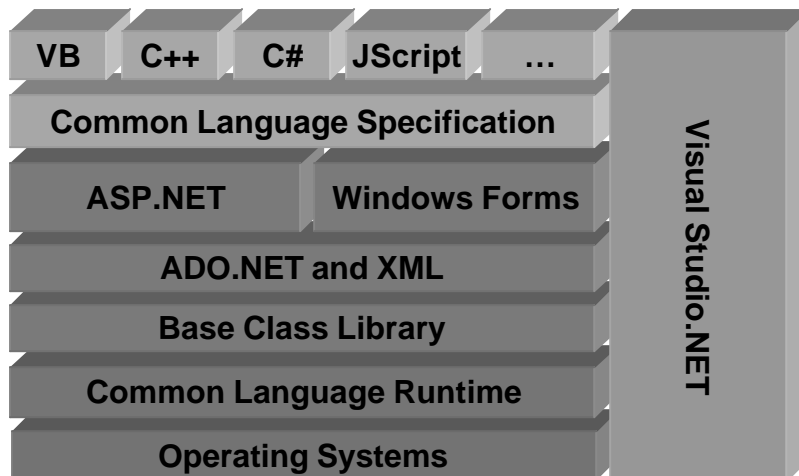 VB C++ C# JScript …
Common Language Specification
ASP.NET Windows Forms
ADO.NET and XML
Base Class Library
Common Language Runtime
Operating Systems
Visual Studio.NET